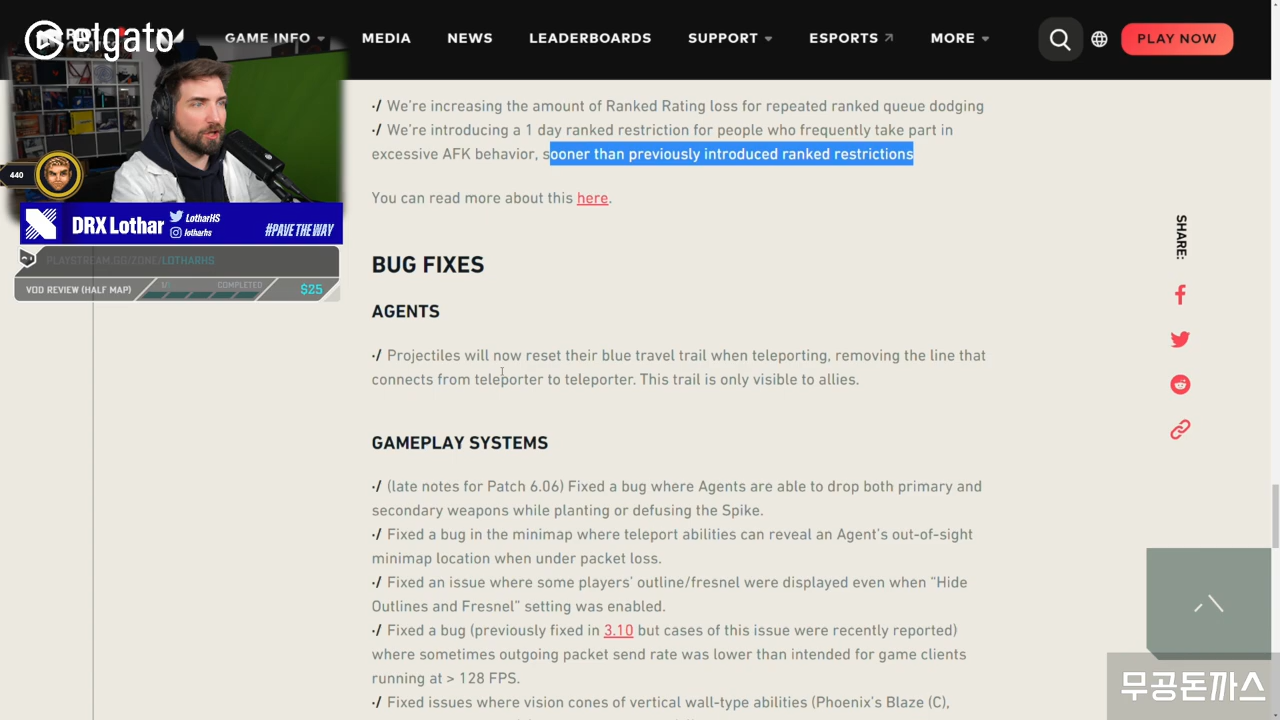 elgato
GAME INFO
MEDIA
NEWS
LEADERBOARDS
SUPPORT
ESPORTS
MORE
PLAY NOW
·/ We're increasing the amount of Ranked Rating loss for repeated ranked queue dodging
·/ We're introducing a 1 day ranked restriction for people who frequently take part in
excessive AFK behavior, sooner than previously introduced ranked restrictions
440
You can read more about this here.
DRX Lothar
LotharHS
lotharhs
#PAVE THE WAY
SHARE:
PLAYSTREAM.GG/ZONE/LOTHARHS
VOD REVIEW (HALF MAP)
COMPLETED
$25
BUG FIXES
AGENTS
·/ Projectiles will now reset their blue travel trail when teleporting, removing the line that
connects from teleporter to teleporter. This trail is only visible to allies.
GAMEPLAY SYSTEMS
·/ (late notes for Patch 6.06) Fixed a bug where Agents are able to drop both primary and
secondary weapons while planting or defusing the Spike.
·/ Fixed a bug in the minimap where teleport abilities can reveal an Agent's out-of-sight
minimap location when under packet loss.
·/ Fixed an issue where some players' outline/fresnel were displayed even when "Hide
Outlines and Fresnel" setting was enabled.
·/ Fixed a bug (previously fixed in 3.10 but cases of this issue were recently reported)
where sometimes outgoing packet send rate was lower than intended for game clients
running at > 128 FPS.
·/ Fixed issues where vision cones of vertical wall-type abilities (Phoenix's Blaze (C),
무공돈까스